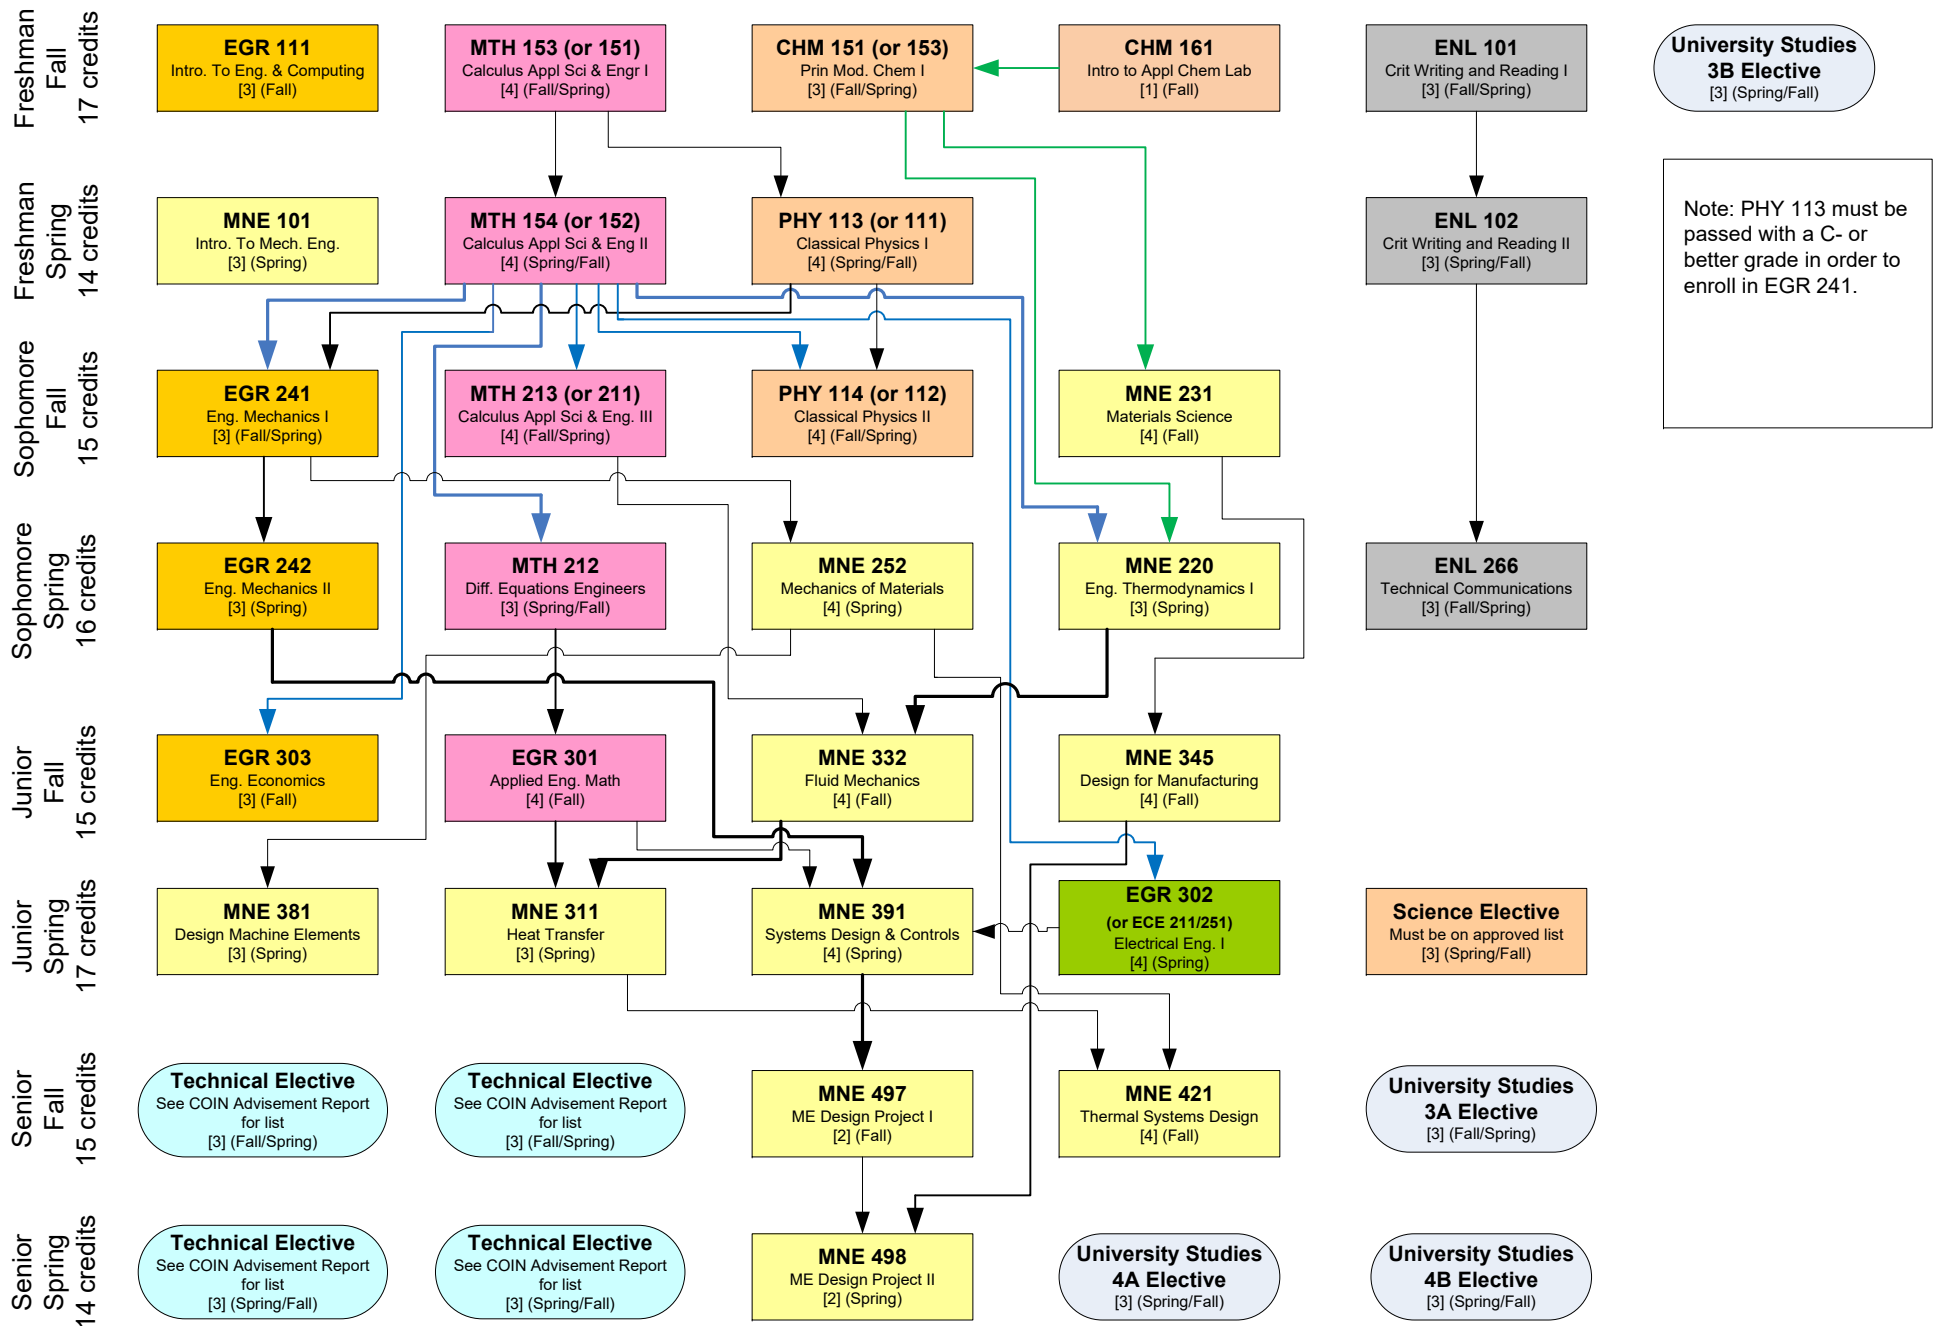 Freshman
Fall
17 credits
EGR 111
Intro. To Eng. & Computing
[3] (Fall)
MTH 153 (or 151)
Calculus Appl Sci & Engr I
[4] (Fall/Spring)
CHM 151 (or 153)
Prin Mod. Chem I
[3] (Fall/Spring)
CHM 161
Intro to Appl Chem Lab
[1] (Fall)
ENL 101
Crit Writing and Reading I
[3] (Fall/Spring)
University Studies
3B Elective
[3] (Spring/Fall)
Note: PHY 113 must be
passed with a C- or
better grade in order to
enroll in EGR 241.
Freshman
Spring
14 credits
MNE 101
Intro. To Mech. Eng.
[3] (Spring)
MTH 154 (or 152)
Calculus Appl Sci & Eng II
[4] (Spring/Fall)
PHY 113 (or 111)
Classical Physics I
[4] (Spring/Fall)
ENL 102
Crit Writing and Reading II
[3] (Spring/Fall)
Sophomore
Fall
15 credits
EGR 241
Eng. Mechanics I
[3] (Fall/Spring)
MTH 213 (or 211)
Calculus Appl Sci & Eng. III
[4] (Fall/Spring)
PHY 114 (or 112)
Classical Physics II
[4] (Fall/Spring)
MNE 231
Materials Science
[4] (Fall)
Sophomore
Spring
16 credits
EGR 242
Eng. Mechanics II
[3] (Spring)
MTH 212
Diff. Equations Engineers
[3] (Spring/Fall)
MNE 252
Mechanics of Materials
[4] (Spring)
MNE 220
Eng. Thermodynamics I
[3] (Spring)
ENL 266
Technical Communications
[3] (Fall/Spring)
Junior
Fall
15 credits
EGR 303
Eng. Economics
[3] (Fall)
EGR 301
Applied Eng. Math
[4] (Fall)
MNE 332
Fluid Mechanics
[4] (Fall)
MNE 345
Design for Manufacturing
[4] (Fall)
Junior
Spring
17 credits
MNE 381
Design Machine Elements
[3] (Spring)
MNE 311
Heat Transfer
[3] (Spring)
MNE 391
Systems Design & Controls
[4] (Spring)
EGR 302
(or ECE 211/251)
Electrical Eng. I
[4] (Spring)
Science Elective
Must be on approved list
[3] (Spring/Fall)
Senior
Fall
15 credits
Technical Elective
See COIN Advisement Report
for list
[3] (Fall/Spring)
Technical Elective
See COIN Advisement Report
for list
[3] (Fall/Spring)
MNE 497
ME Design Project I
[2] (Fall)
MNE 421
Thermal Systems Design
[4] (Fall)
University Studies
3A Elective
[3] (Fall/Spring)
Senior
Spring
14 credits
Technical Elective
See COIN Advisement Report
for list
[3] (Spring/Fall)
Technical Elective
See COIN Advisement Report
for list
[3] (Spring/Fall)
MNE 498
ME Design Project II
[2] (Spring)
University Studies
4A Elective
[3] (Spring/Fall)
University Studies
4B Elective
[3] (Spring/Fall)